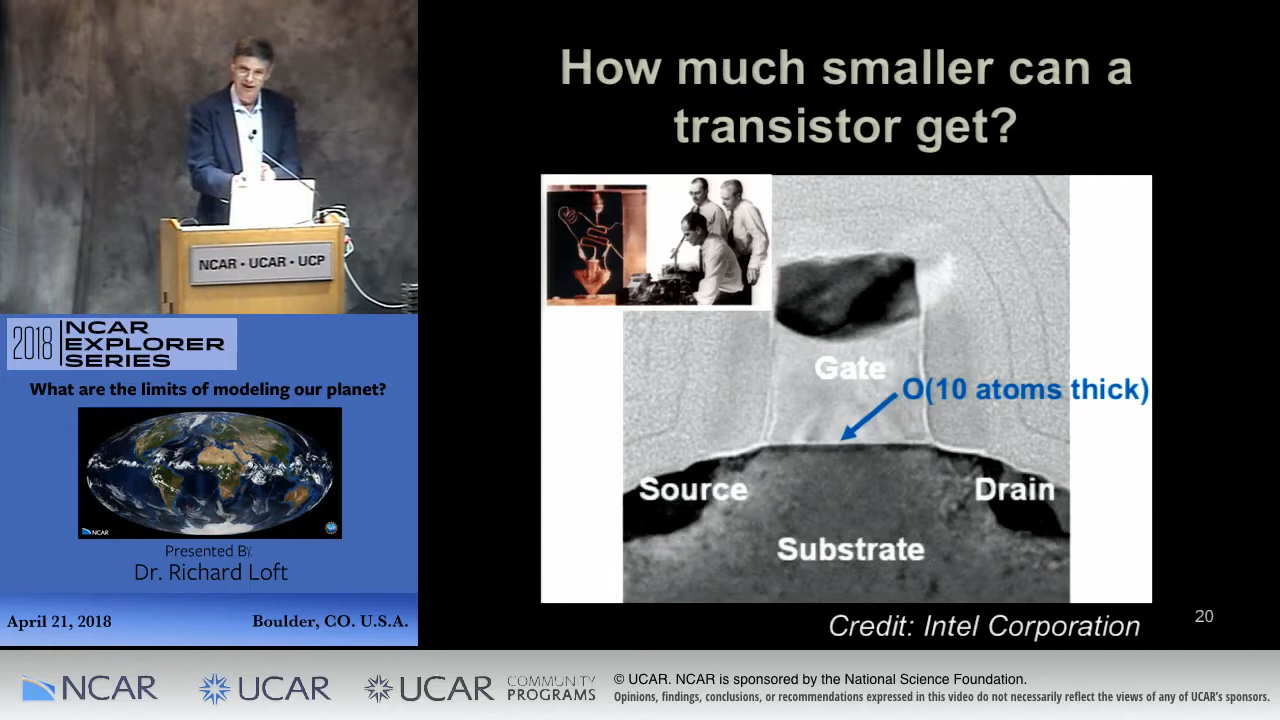 How much smaller can a
transistor get?
Gate
O(10 atoms thick)
Source
Drain
Substrate
Credit: Intel Corporation
20
NCAR • UCAR • UCP
2018
NCAR
EXPLORER
SERIES
What are the limits of modeling our planet?
NCAR
Presented By:
Dr. Richard Loft
April 21, 2018
Boulder, CO. U.S.A.
NCAR
UCAR
UCAR
COMMUNITY
PROGRAMS
© UCAR. NCAR is sponsored by the National Science Foundation.
Opinions, findings, conclusions, or recommendations expressed in this video do not necessarily reflect the views of any of UCAR's sponsors.